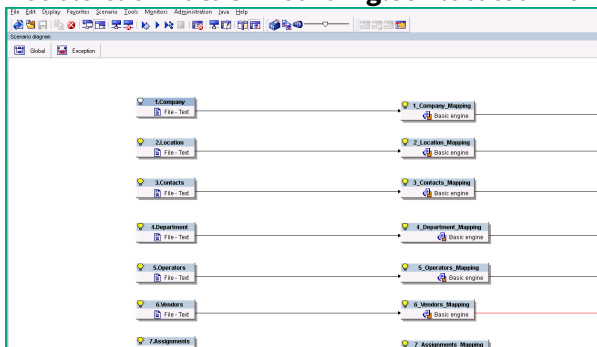 File Edit Display Favorites Scenario Tools Monitors Administration Java Help
Scenario diagram
Global Exception
1.Company
File - Text
1_Company_Mapping
Basic engine
2.Location
File - Text
2_Location_Mapping
Basic engine
3.Contacts
File - Text
3_Contacts_Mapping
Basic engine
4.Department
File - Text
4_Department_Mapping
Basic engine
5.Operators
File - Text
5_Operators_Mapping
Basic engine
6.Vendors
File - Text
6_Vendors_Mapping
Basic engine
7.Assignments
7_Assignments_Mapping